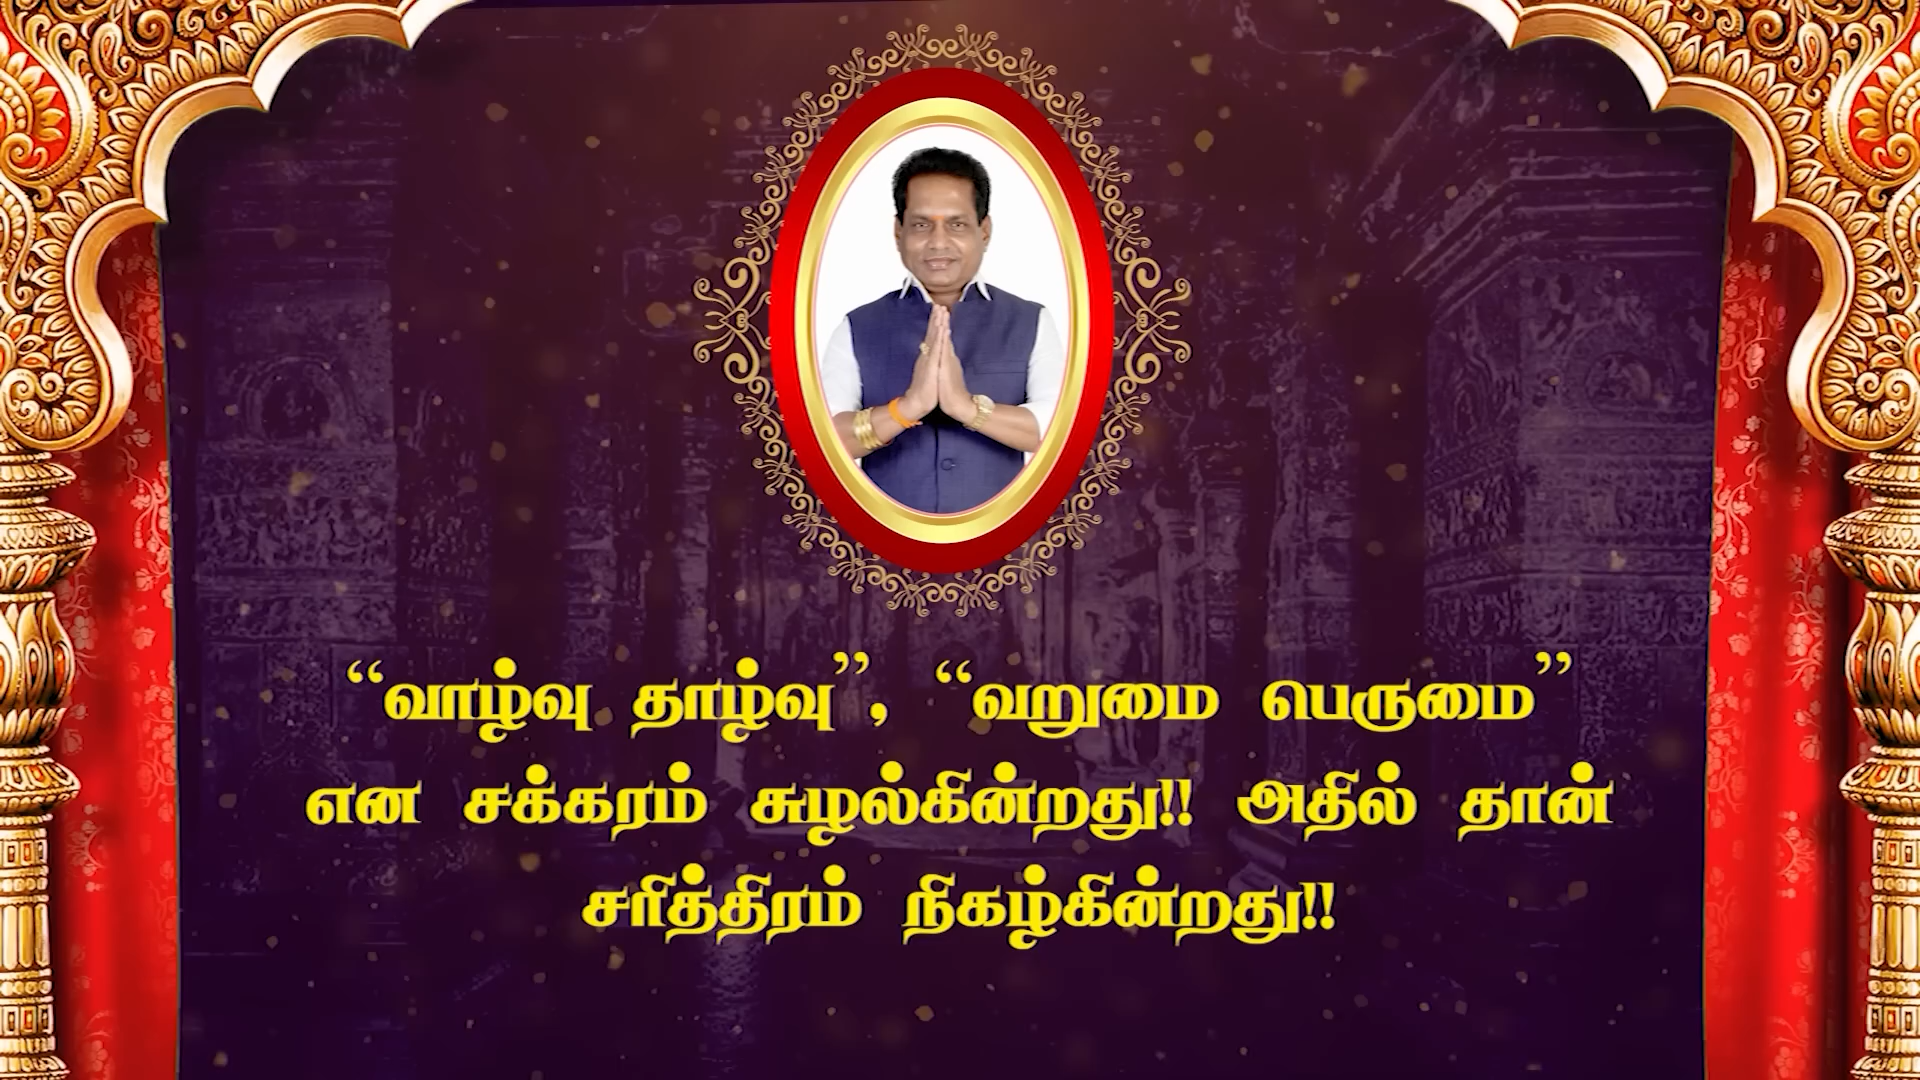 “வாழ்வு தாழ்வு”, “வறுமை பெருமை”
என சக்கரம் சுழல்கின்றது!! அதில் தான்
சரித்திரம் நிகழ்கின்றது!!